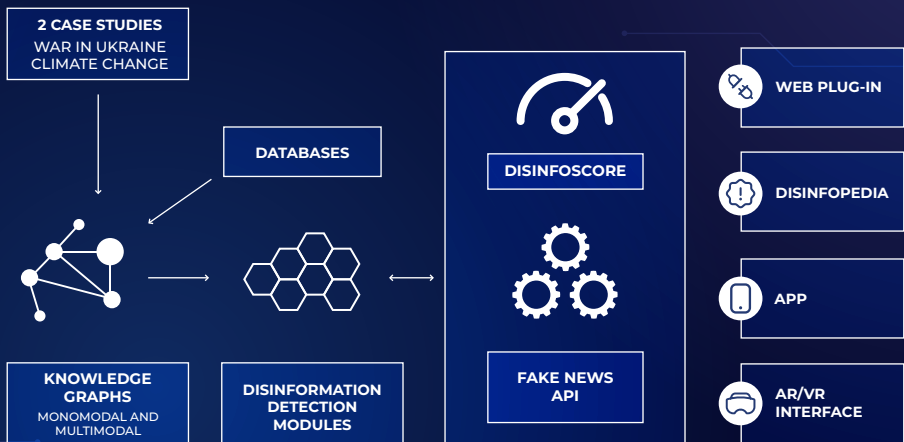 2 CASE STUDIES
WAR IN UKRAINE
CLIMATE CHANGE
DATABASES
KNOWLEDGE
GRAPHS
MONOMODAL AND
MULTIMODAL
DISINFORMATION
DETECTION
MODULES
DISINFOSCORE
FAKE NEWS
API
WEB PLUG-IN
DISINFOPEDIA
APP
AR/VR
INTERFACE